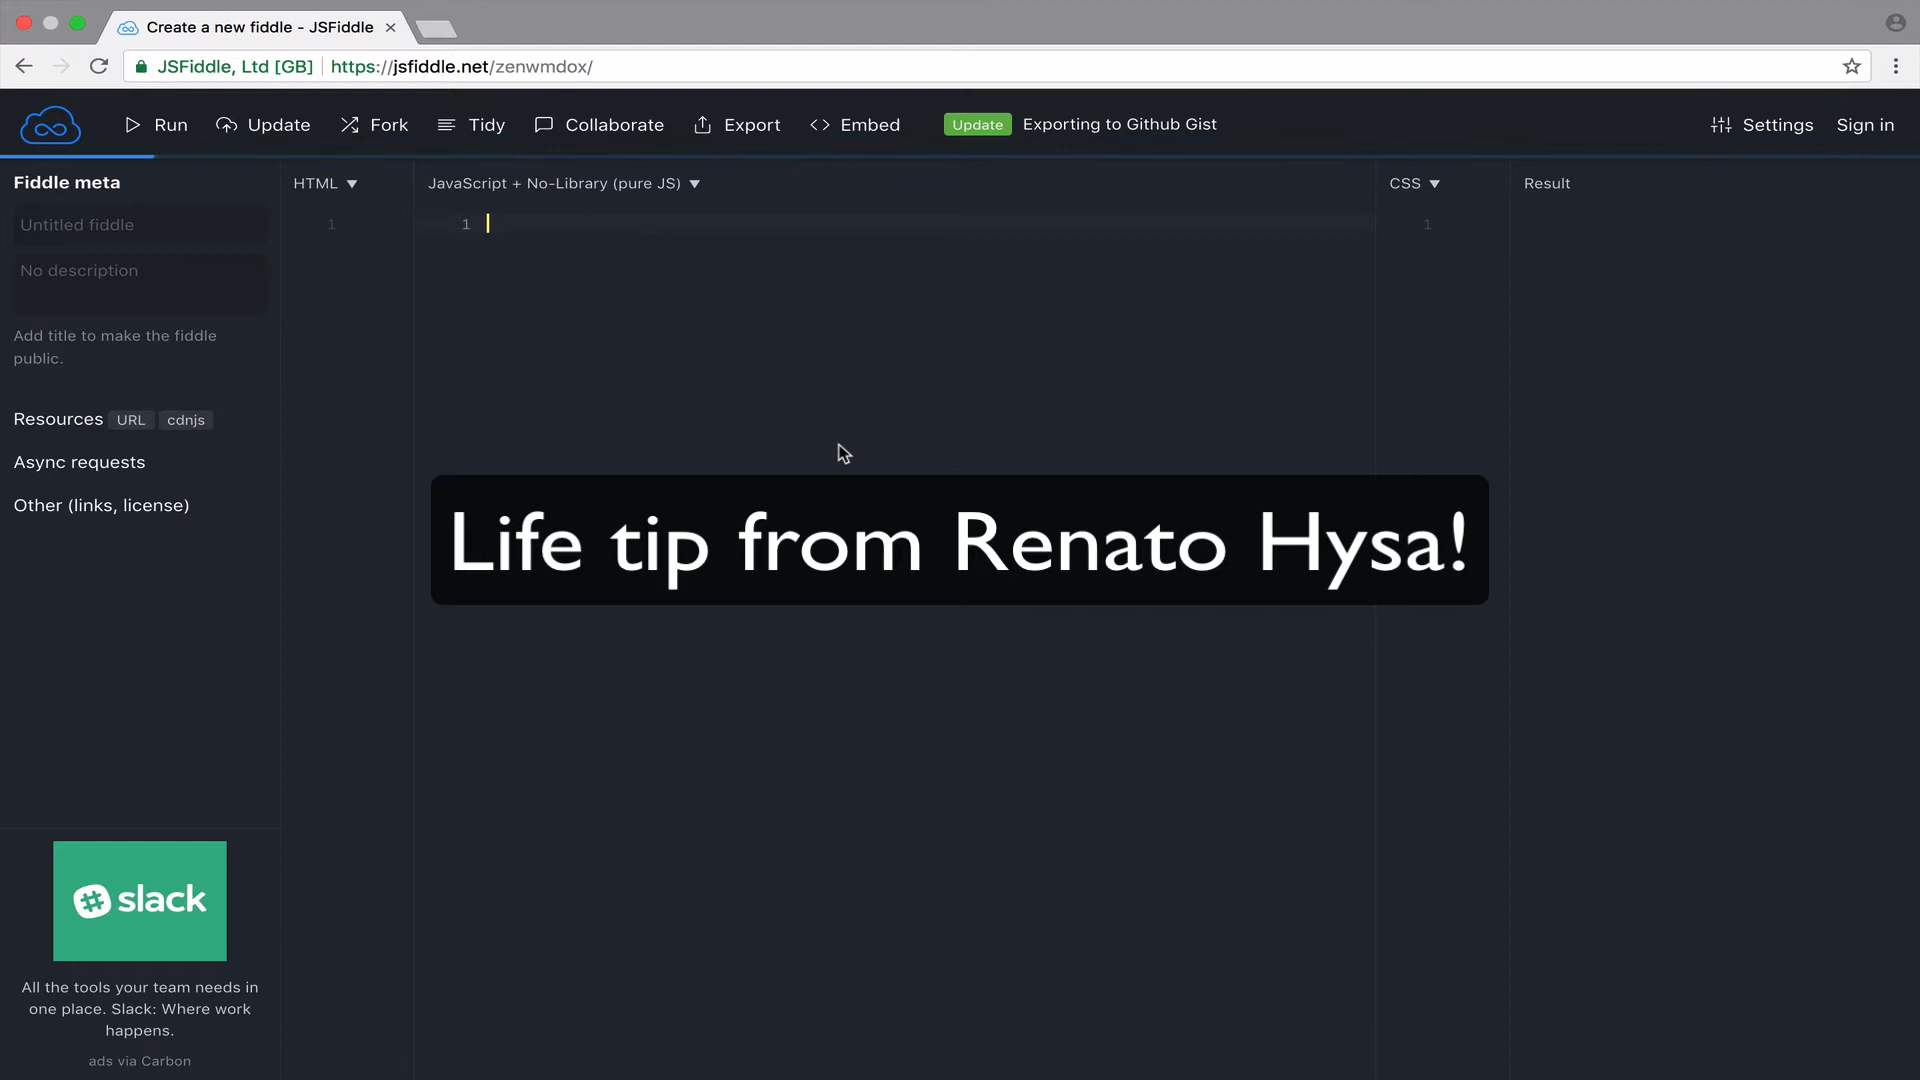 Create a new fiddle - JSFiddle
JSFiddle, Ltd [GB] https://jsfiddle.net/zenwmdox/
Run Update Fork Tidy Collaborate Export Embed Update Exporting to Github Gist Settings Sign in
Fiddle meta
Untitled fiddle
No description
Add title to make the fiddle
public.
Resources URL cdnjs
Async requests
Other (links, license)
HTML
1
JavaScript + No-Library (pure JS)
1
CSS
1
Result
Life tip from Renato Hysa!
slack
All the tools your team needs in
one place. Slack: Where work
happens.
ads via Carbon